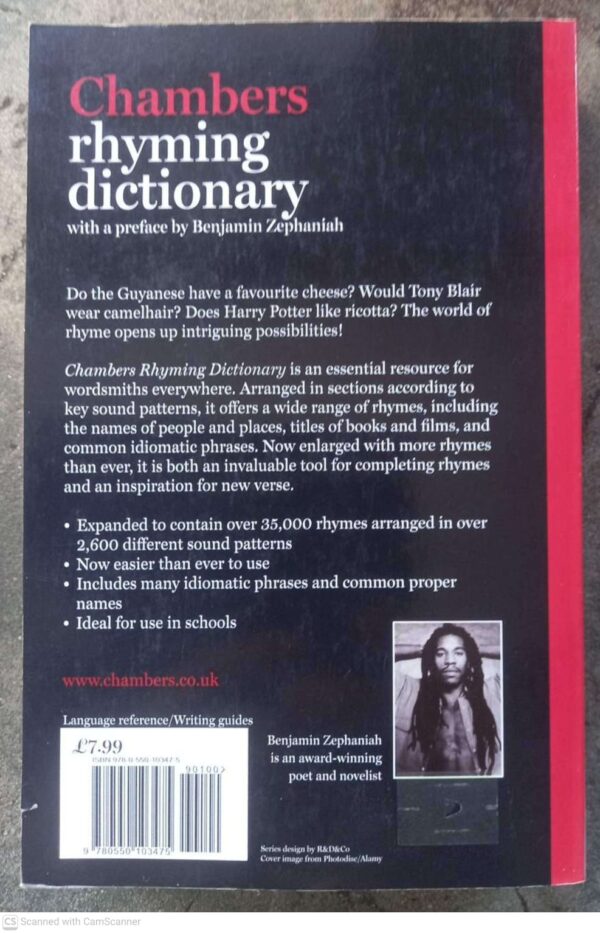 Chambers
rhyming
dictionary
with a preface by Benjamin Zephaniah
Do the Guyanese have a favourite cheese? Would Tony Blair
wear camelhair? Does Harry Potter like ricotta? The world of
rhyme opens up intriguing possibilities!
Chambers Rhyming Dictionary is an essential resource for
wordsmiths everywhere. Arranged in sections according to
key sound patterns, it offers a wide range of rhymes, including
the names of people and places, titles of books and films, and
common idiomatic phrases. Now enlarged with more rhymes
than ever, it is both an invaluable tool for completing rhymes
and an inspiration for new verse.
• Expanded to contain over 35,000 rhymes arranged in over
2,600 different sound patterns
• Now easier than ever to use
• Includes many idiomatic phrases and common proper
names
• Ideal for use in schools
www.chambers.co.uk
Language reference/Writing guides
£7.99
ISBN 978-0-550-10347-5
90100>
9 780550 103475
Benjamin Zephaniah
is an award-winning
poet and novelist
Series design by R&D&Co
Cover image from Photodisc/Alamy
CS Scanned with CamScanner